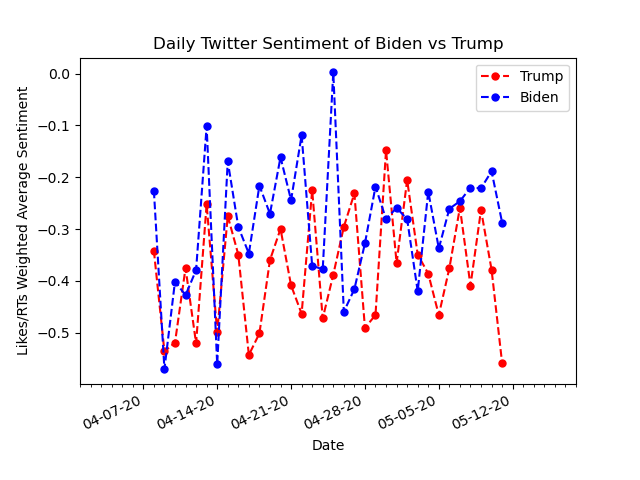 Daily Twitter Sentiment of Biden vs Trump
Trump
Biden
Likes/RTs Weighted Average Sentiment
0.0
−0.1
−0.2
−0.3
−0.4
−0.5
04-07-20
04-14-20
04-21-20
04-28-20
05-05-20
05-12-20
Date